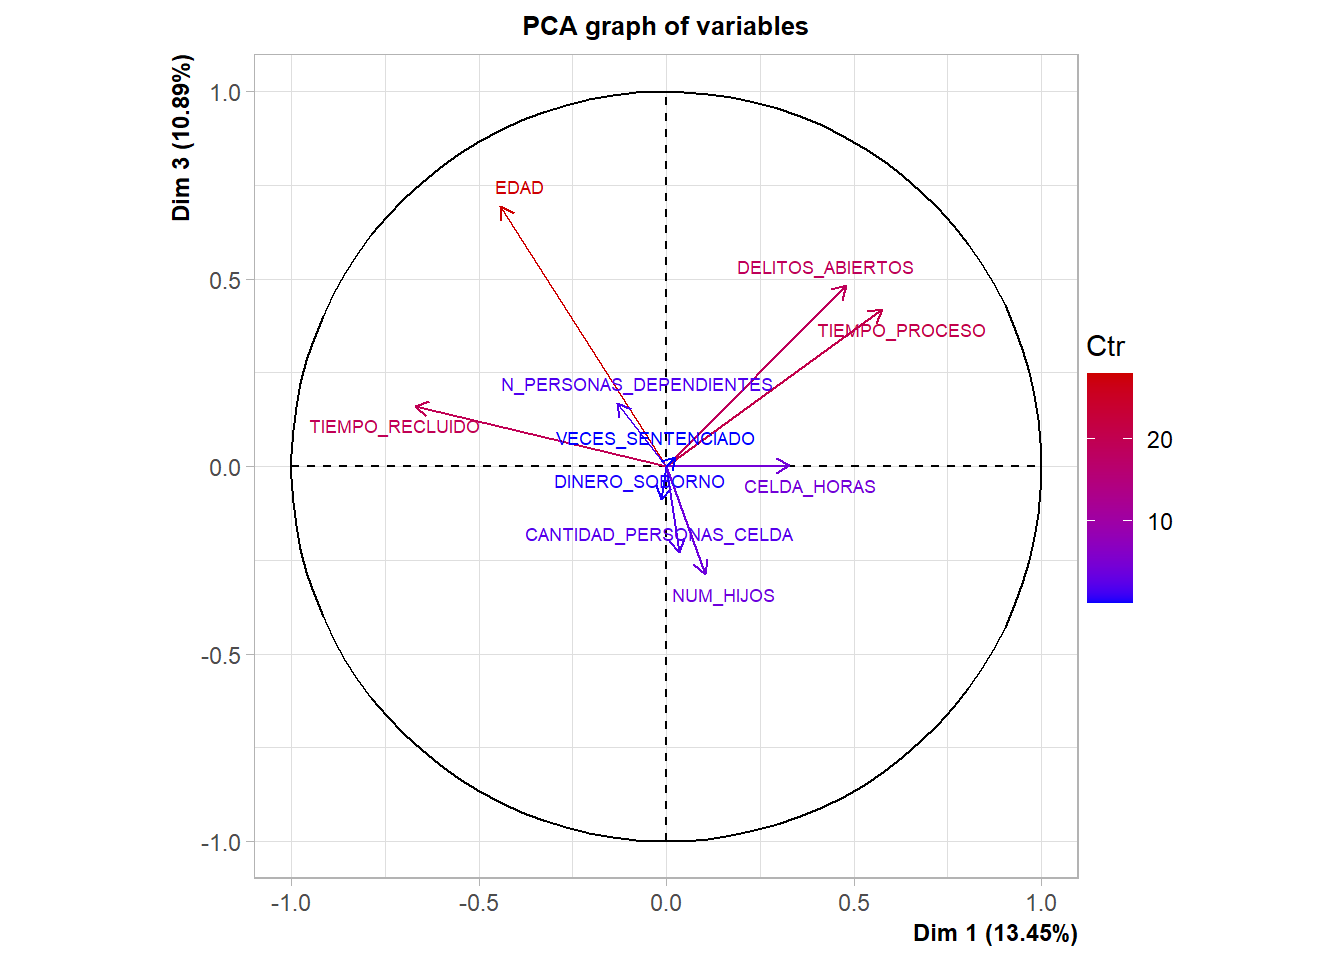 PCA graph of variables
Dim 3 (10.89%)
1.0
0.5
0.0
-0.5
-1.0
EDAD
DELITOS_ABIERTOS
TIEMPO_PROCESO
N_PERSONAS_DEPENDIENTES
TIEMPO_RECLUIDO
VECES_SENTENCIADO
DINERO_SOBORNO
CELDA_HORAS
CANTIDAD_PERSONAS_CELDA
NUM_HIJOS
Ctr
20
10
-1.0 -0.5 0.0 0.5 1.0
Dim 1 (13.45%)